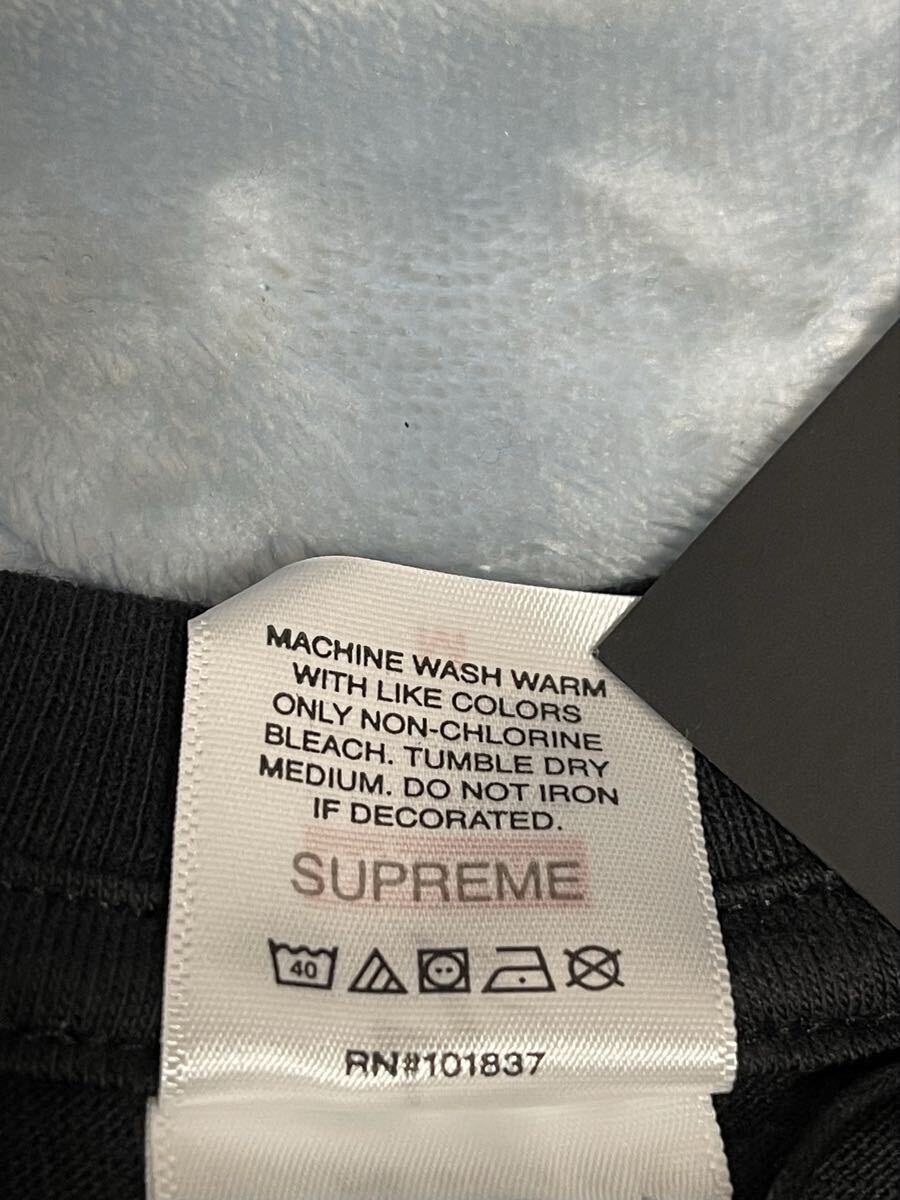 MACHINE WASH WARM
WITH LIKE COLORS
ONLY NON-CHLORINE
BLEACH. TUMBLE DRY
MEDIUM. DO NOT IRON
IF DECORATED.
SUPREME
40
RN#101837